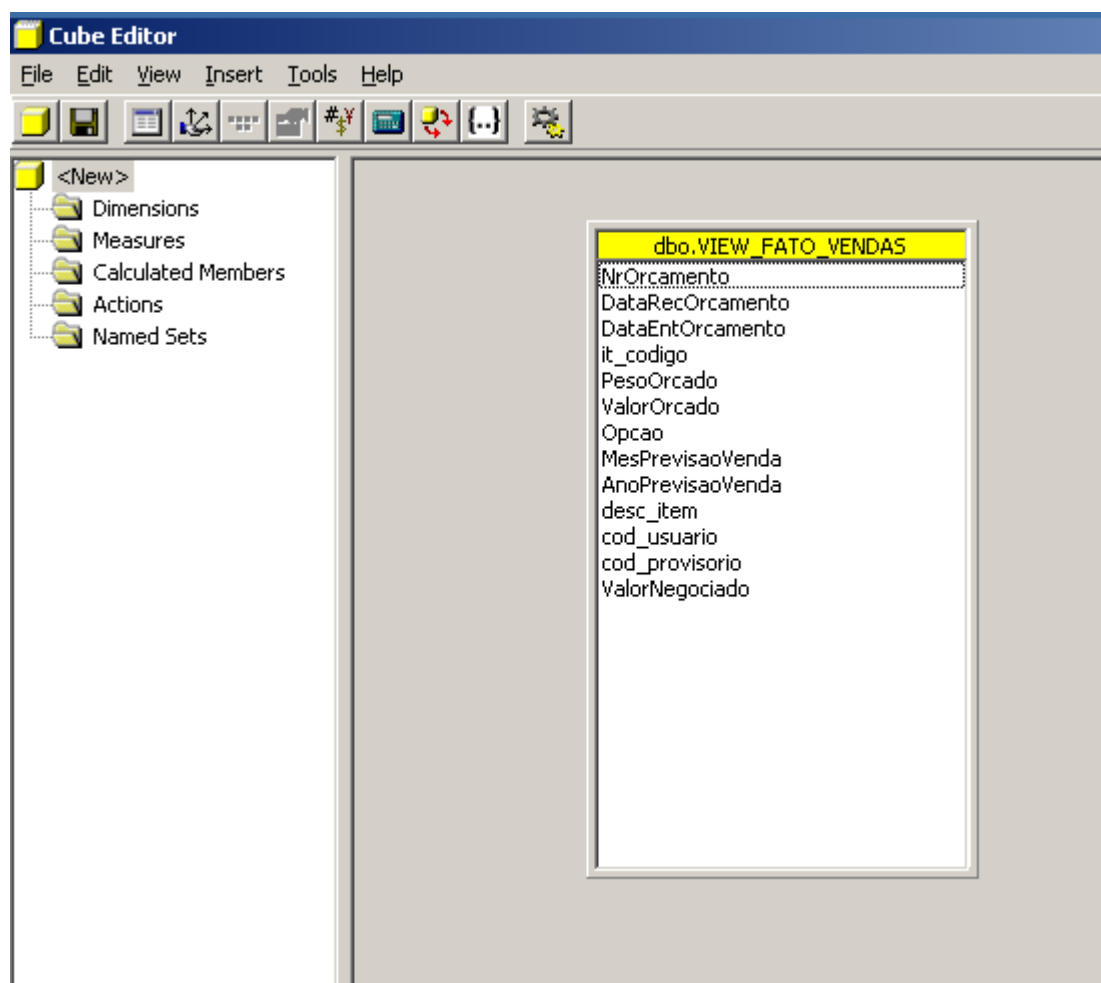 Cube Editor
File Edit View Insert Tools Help
<New>
Dimensions
Measures
Calculated Members
Actions
Named Sets
dbo.VIEW_FATO_VENDAS
NrOrcamento
DataRecOrcamento
DataEntOrcamento
it_codigo
PesoOrcado
ValorOrcado
Opcao
MesPrevisaoVenda
AnoPrevisaoVenda
desc_item
cod_usuario
cod_provisorio
ValorNegociado